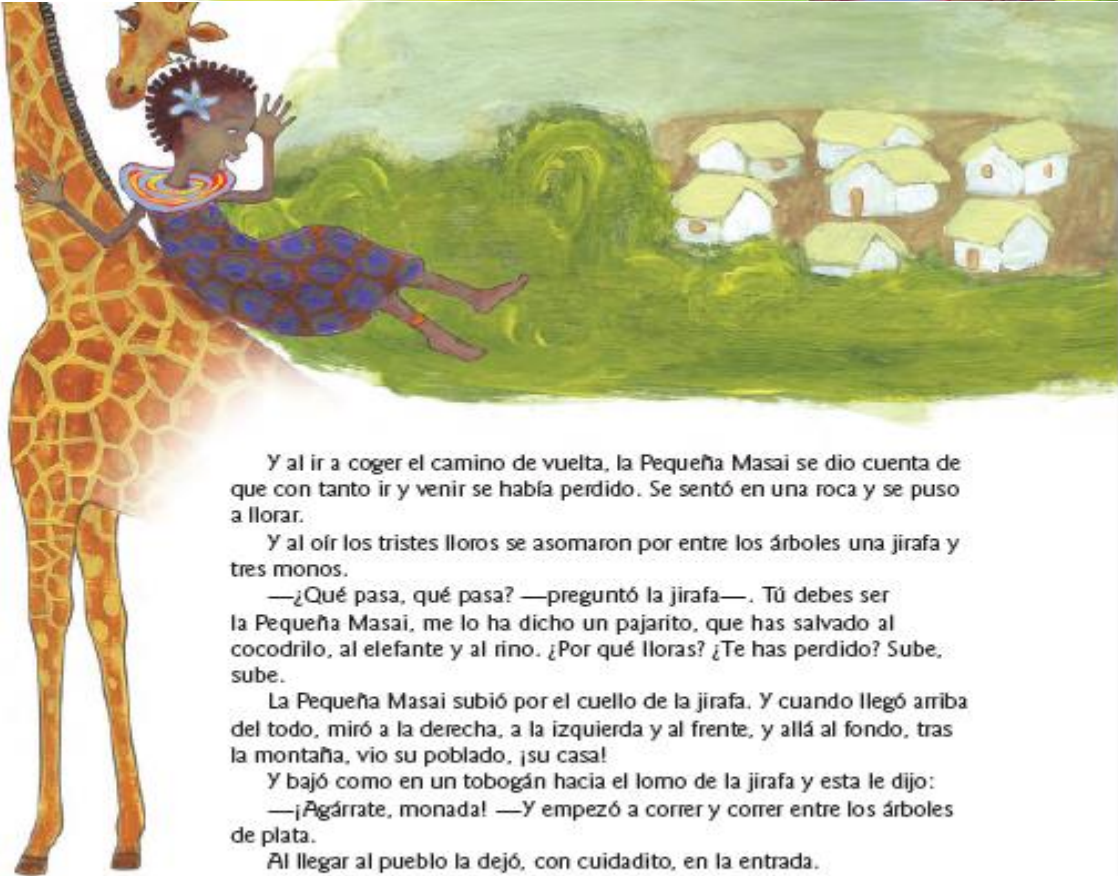 Y al ir a coger el camino de vuelta, la Pequeña Masai se dio cuenta de
que con tanto ir y venir se había perdido. Se sentó en una roca y se puso
a llorar.
Y al oír los tristes lloros se asomaron por entre los árboles una jirafa y
tres monos.
—¿Qué pasa, qué pasa? —preguntó la jirafa—. Tú debes ser
la Pequeña Masai, me lo ha dicho un pajarito, que has salvado al
cocodrilo, al elefante y al rino. ¿Por qué lloras? ¿Te has perdido? Sube,
sube.
La Pequeña Masai subió por el cuello de la jirafa. Y cuando llegó arriba
del todo, miró a la derecha, a la izquierda y al frente, y allá al fondo, tras
la montaña, vio su poblado, ¡su casa!
Y bajó como en un tobogán hacia el lomo de la jirafa y esta le dijo:
—¡Agárrate, monada! —Y empezó a correr y correr entre los árboles
de plata.
Al llegar al pueblo la dejó, con cuidadito, en la entrada.